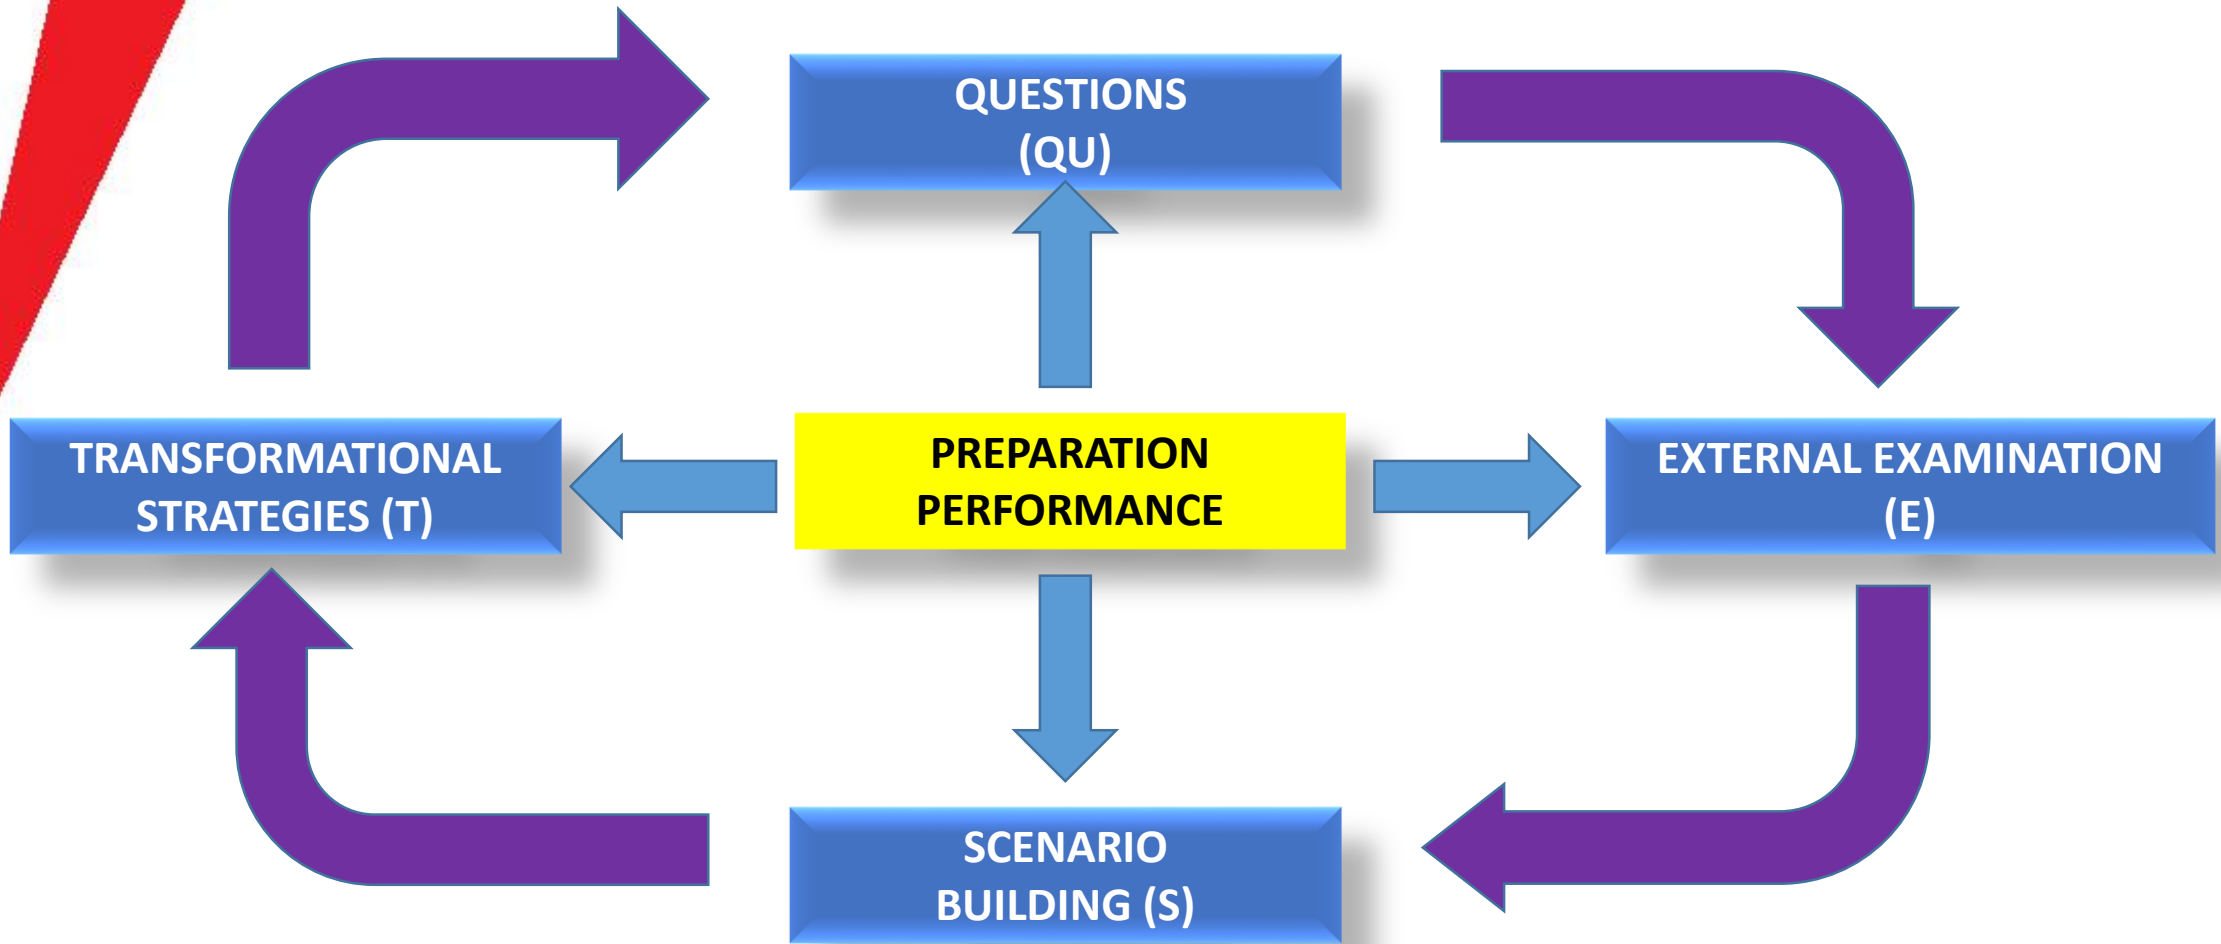 QUESTIONS
(QU)
TRANSFORMATIONAL
STRATEGIES (T)
PREPARATION
PERFORMANCE
EXTERNAL EXAMINATION
(E)
SCENARIO
BUILDING (S)